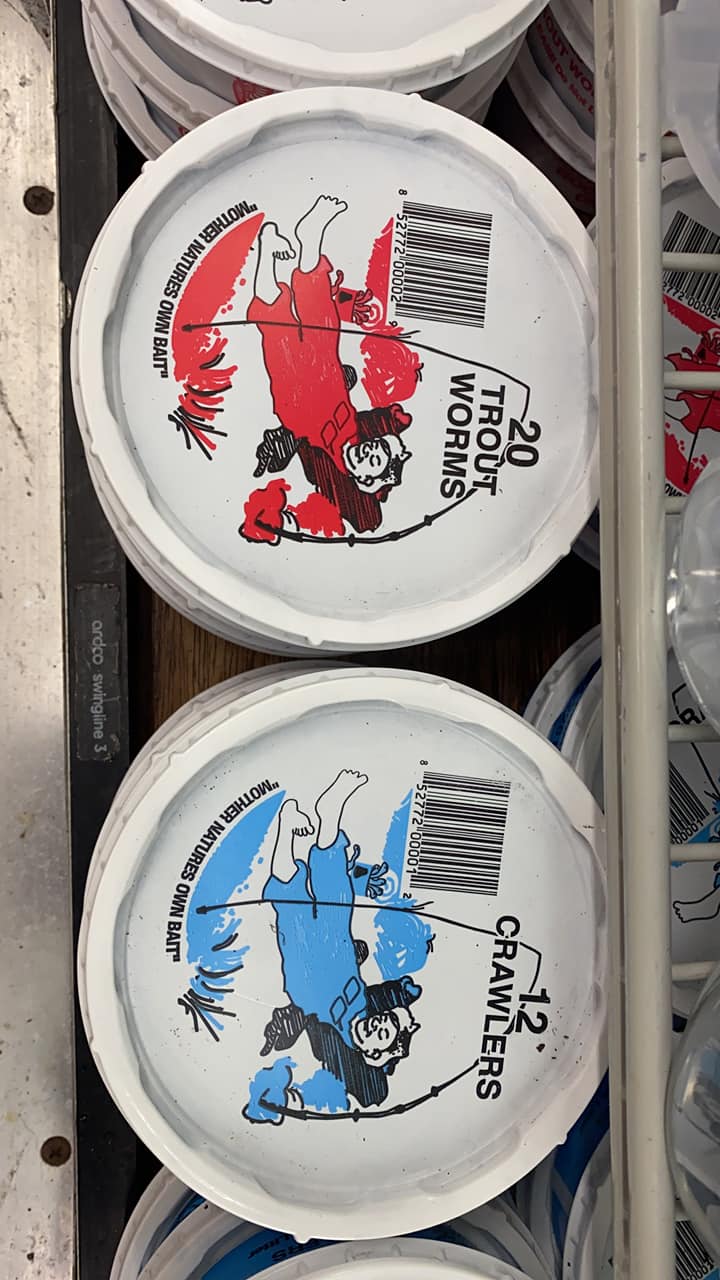 20
TROUT
WORMS
8 52772 00002 9
"MOTHER NATURES OWN BAIT"
12
CRAWLERS
8 52772 00001 2
"MOTHER NATURES OWN BAIT"
ardco swingline 3